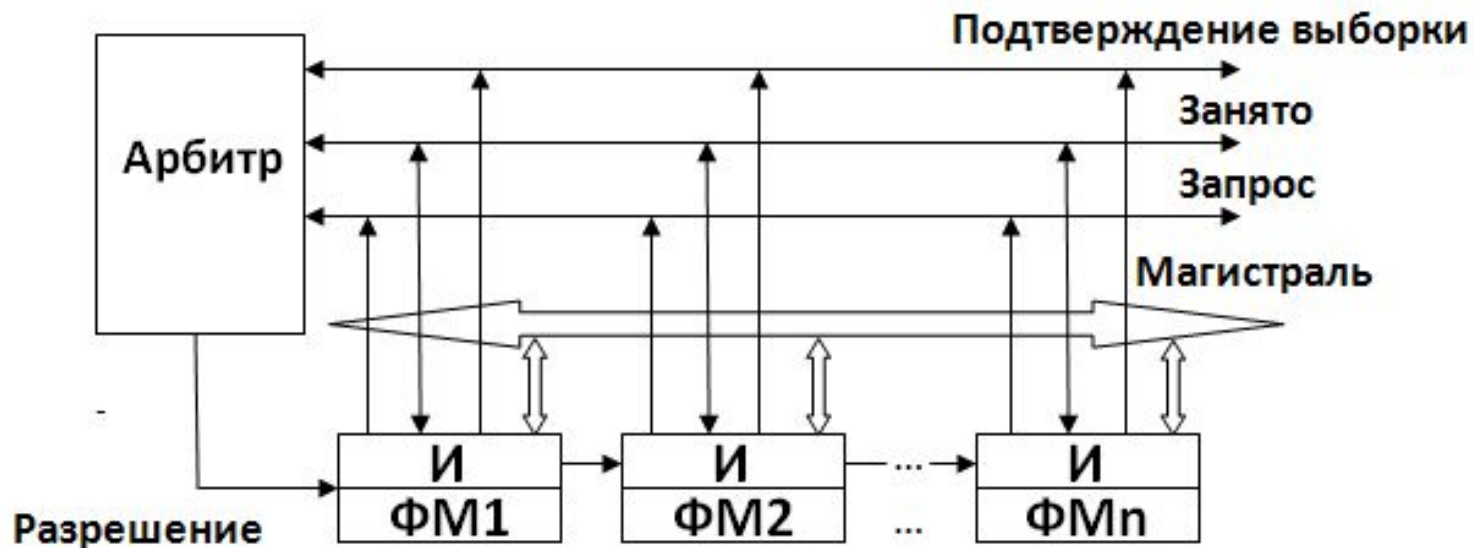 Подтверждение выборки
Занято
Арбитр
Запрос
Магистраль
И И ... И
ФМ1 ФМ2 ... ФМn
Разрешение